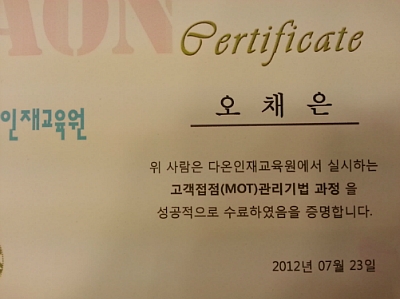 AON
Certificate
인재교육원
오 채 은
위 사람은 다온인재교육원에서 실시하는
고객접점(MOT)관리기법 과정 을
성공적으로 수료하였음을 증명합니다.
2012년 07월 23일